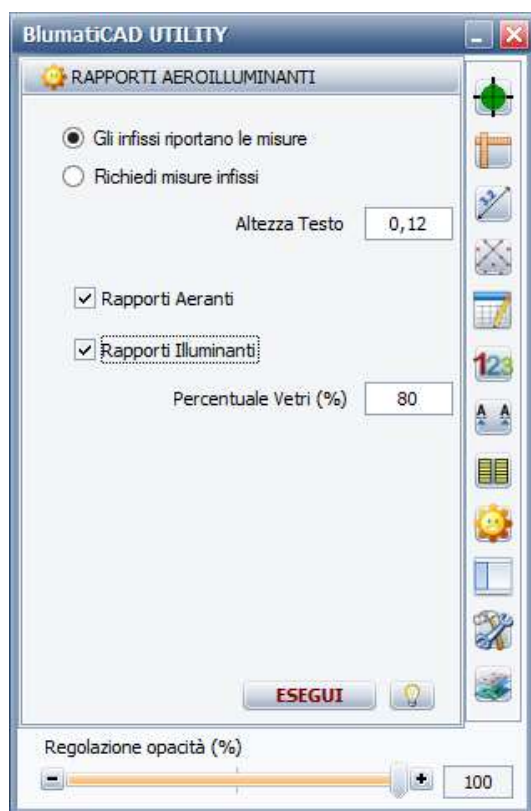 BlumatiCAD UTILITY
RAPPORTI AEROILLUMINANTI
Gli infissi riportano le misure
Richiedi misure infissi
Altezza Testo 0,12
Rapporti Aeranti
Rapporti Illuminanti
Percentuale Vetri (%) 80
123
A A
ESEGUI
Regolazione opacità (%)
100